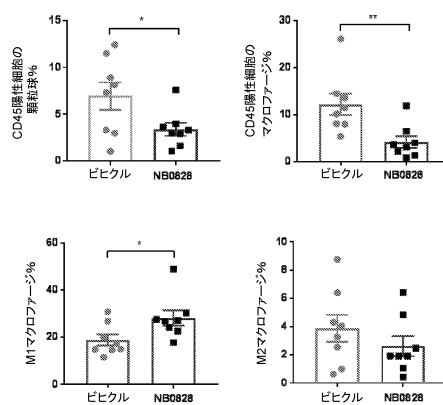 CD45陽性細胞の
顆粒球%
15
10
5
0
*
ビヒクル
NB0828
CD45陽性細胞の
マクロファージ%
30
20
10
0
**
ビヒクル
NB0828
M1マクロファージ%
60
40
20
0
*
ビヒクル
NB0828
M2マクロファージ%
10
8
6
4
2
0
ビヒクル
NB0828